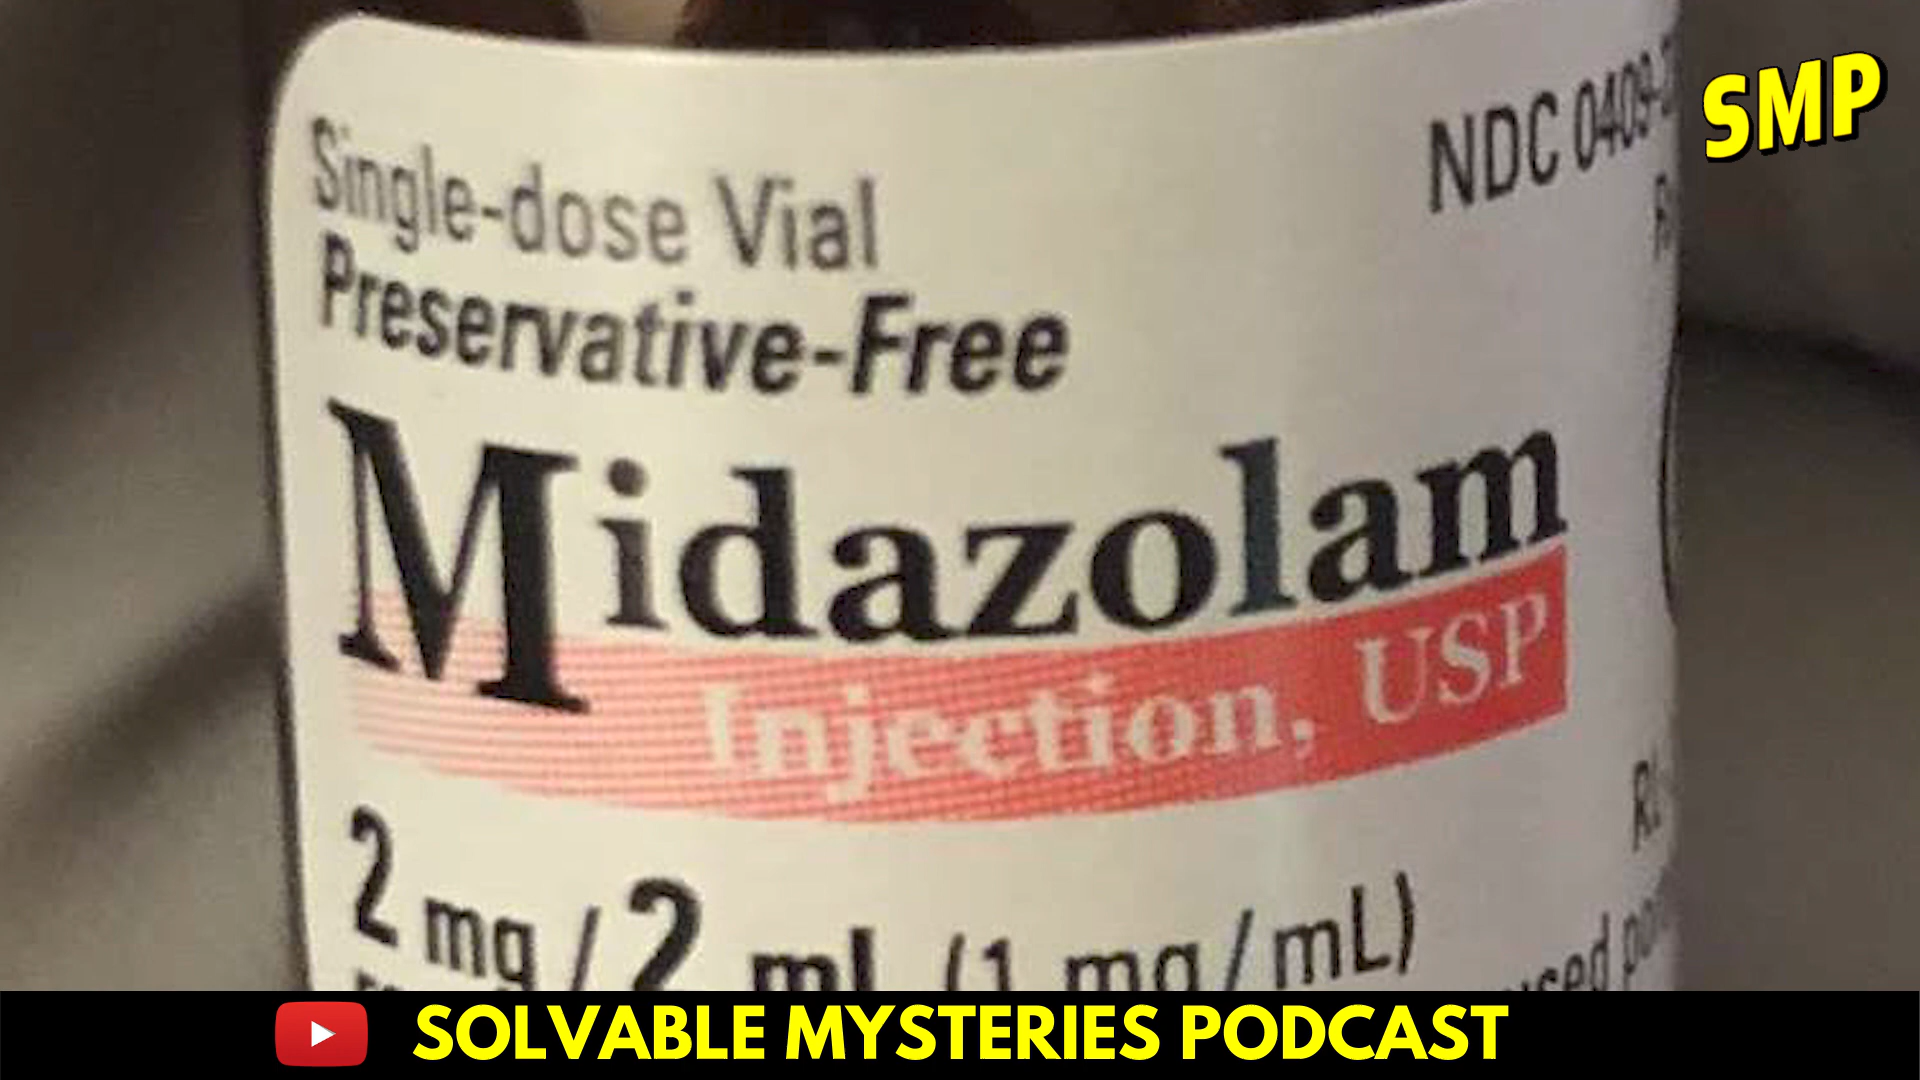 SMP
Single-dose Vial
NDC 0409-
Preservative-Free
Midazolam
Injection, USP
2 mg / 2 mL (1 mg/mL)
SOLVABLE MYSTERIES PODCAST